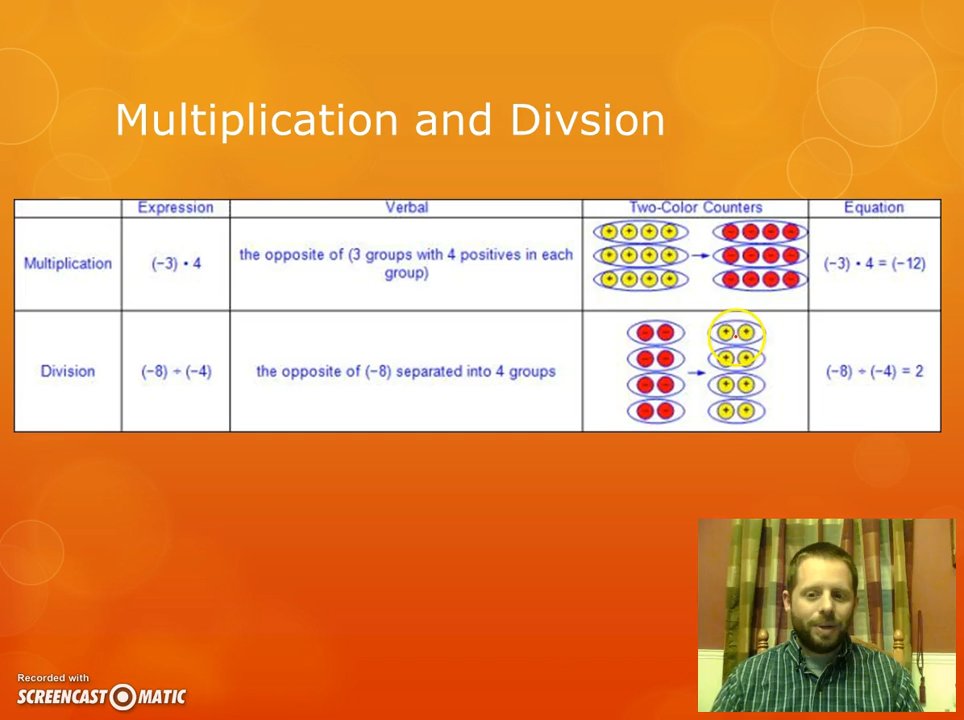 Multiplication and Divsion
Expression Verbal Two-Color Counters Equation
Multiplication (−3) • 4 the opposite of (3 groups with 4 positives in each group) + + + + + + + + + + + + − − − − − − − − − − − − (−3) • 4 = (−12)
Division (−8) ÷ (−4) the opposite of (−8) separated into 4 groups − − − − − − − − + + + + + + + + (−8) ÷ (−4) = 2
Recorded with
SCREENCAST-O-MATIC